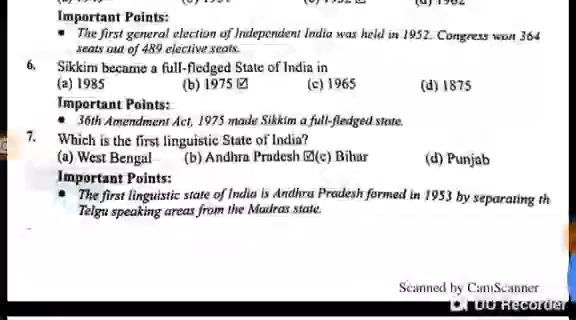 Important Points:
• The first general election of Independent India was held in 1952. Congress won 364
seats out of 489 elective seats.
6. Sikkim became a full-fledged State of India in
(a) 1985 (b) 1975 ☑ (c) 1965 (d) 1875
Important Points:
• 36th Amendment Act, 1975 made Sikkim a full-fledged state.
7. Which is the first linguistic State of India?
(a) West Bengal (b) Andhra Pradesh ☑ (c) Bihar (d) Punjab
Important Points:
• The first linguistic state of India is Andhra Pradesh formed in 1953 by separating th
Telgu speaking areas from the Madras state.
Scanned by CamScanner
DU Recorder